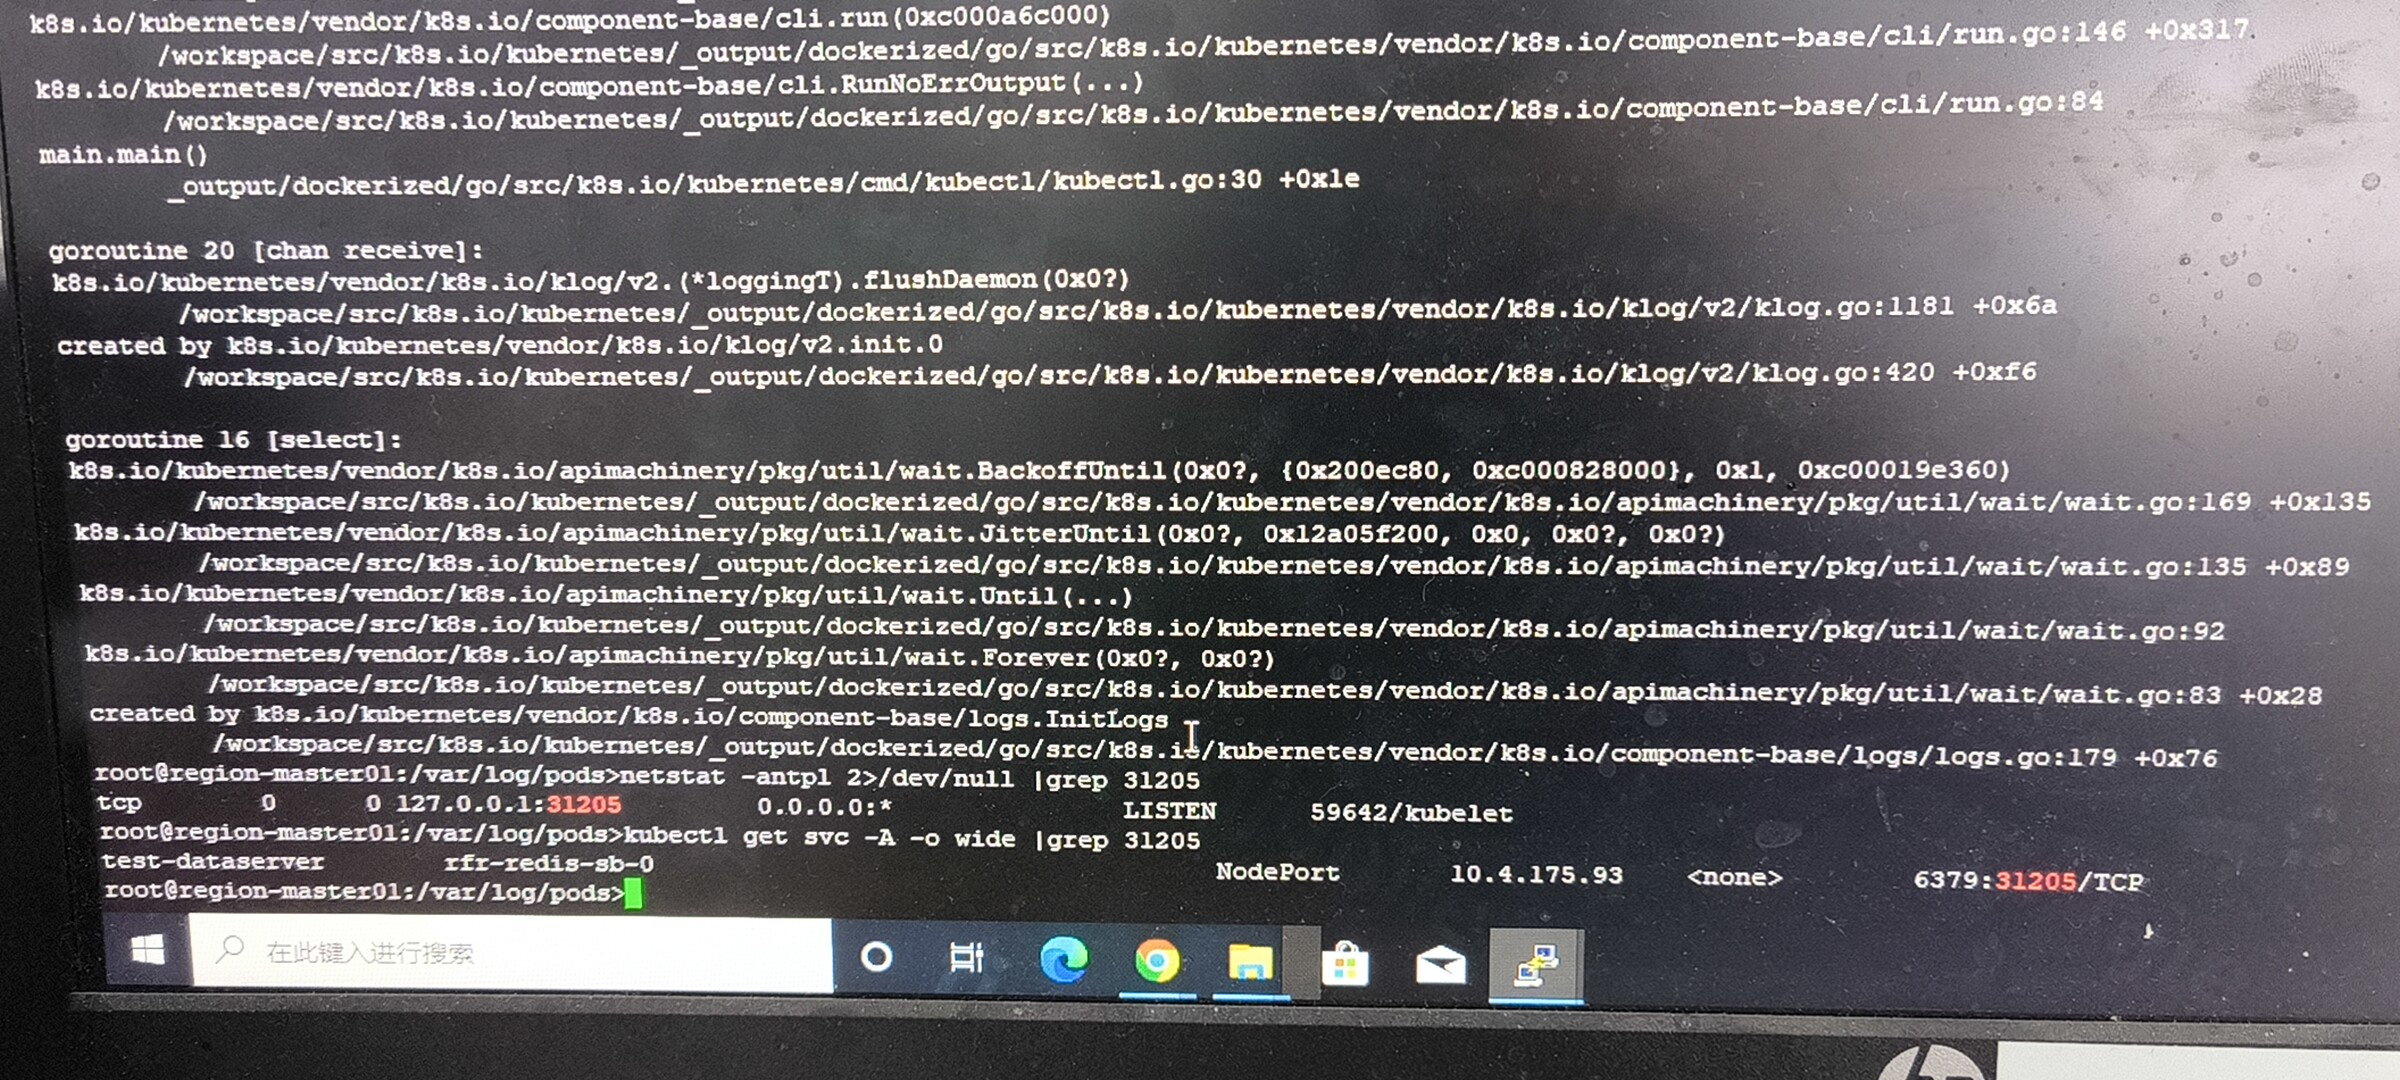 k8s.io/kubernetes/vendor/k8s.io/component-base/cli.run(0xc000a6c000)
/workspace/src/k8s.io/kubernetes/_output/dockerized/go/src/k8s.io/kubernetes/vendor/k8s.io/component-base/cli/run.go:146 +0x317
k8s.io/kubernetes/vendor/k8s.io/component-base/cli.RunNoErrOutput(...)
/workspace/src/k8s.io/kubernetes/_output/dockerized/go/src/k8s.io/kubernetes/vendor/k8s.io/component-base/cli/run.go:84
main.main()
_output/dockerized/go/src/k8s.io/kubernetes/cmd/kubectl/kubectl.go:30 +0x1e
goroutine 20 [chan receive]:
k8s.io/kubernetes/vendor/k8s.io/klog/v2.(*loggingT).flushDaemon(0x0?)
/workspace/src/k8s.io/kubernetes/_output/dockerized/go/src/k8s.io/kubernetes/vendor/k8s.io/klog/v2/klog.go:1181 +0x6a
created by k8s.io/kubernetes/vendor/k8s.io/klog/v2.init.0
/workspace/src/k8s.io/kubernetes/_output/dockerized/go/src/k8s.io/kubernetes/vendor/k8s.io/klog/v2/klog.go:420 +0xf6
goroutine 16 [select]:
k8s.io/kubernetes/vendor/k8s.io/apimachinery/pkg/util/wait.BackoffUntil(0x0?, {0x200ec80, 0xc000828000}, 0x1, 0xc00019e360)
/workspace/src/k8s.io/kubernetes/_output/dockerized/go/src/k8s.io/kubernetes/vendor/k8s.io/apimachinery/pkg/util/wait/wait.go:169 +0x135
k8s.io/kubernetes/vendor/k8s.io/apimachinery/pkg/util/wait.JitterUntil(0x0?, 0x12a05f200, 0x0, 0x0?, 0x0?)
/workspace/src/k8s.io/kubernetes/_output/dockerized/go/src/k8s.io/kubernetes/vendor/k8s.io/apimachinery/pkg/util/wait/wait.go:135 +0x89
k8s.io/kubernetes/vendor/k8s.io/apimachinery/pkg/util/wait.Until(...)
/workspace/src/k8s.io/kubernetes/_output/dockerized/go/src/k8s.io/kubernetes/vendor/k8s.io/apimachinery/pkg/util/wait/wait.go:92
k8s.io/kubernetes/vendor/k8s.io/apimachinery/pkg/util/wait.Forever(0x0?, 0x0?)
/workspace/src/k8s.io/kubernetes/_output/dockerized/go/src/k8s.io/kubernetes/vendor/k8s.io/apimachinery/pkg/util/wait/wait.go:83 +0x28
created by k8s.io/kubernetes/vendor/k8s.io/component-base/logs.InitLogs
/workspace/src/k8s.io/kubernetes/_output/dockerized/go/src/k8s.io/kubernetes/vendor/k8s.io/component-base/logs/logs.go:179 +0x76
root@region-master01:/var/log/pods>netstat -antpl 2>/dev/null |grep 31205
tcp 0 0 127.0.0.1:31205 0.0.0.0:* LISTEN 59642/kubelet
root@region-master01:/var/log/pods>kubectl get svc -A -o wide |grep 31205
test-dataserver rfr-redis-sb-0 NodePort 10.4.175.93 <none> 6379:31205/TCP
root@region-master01:/var/log/pods>
在此键入进行搜索
hp